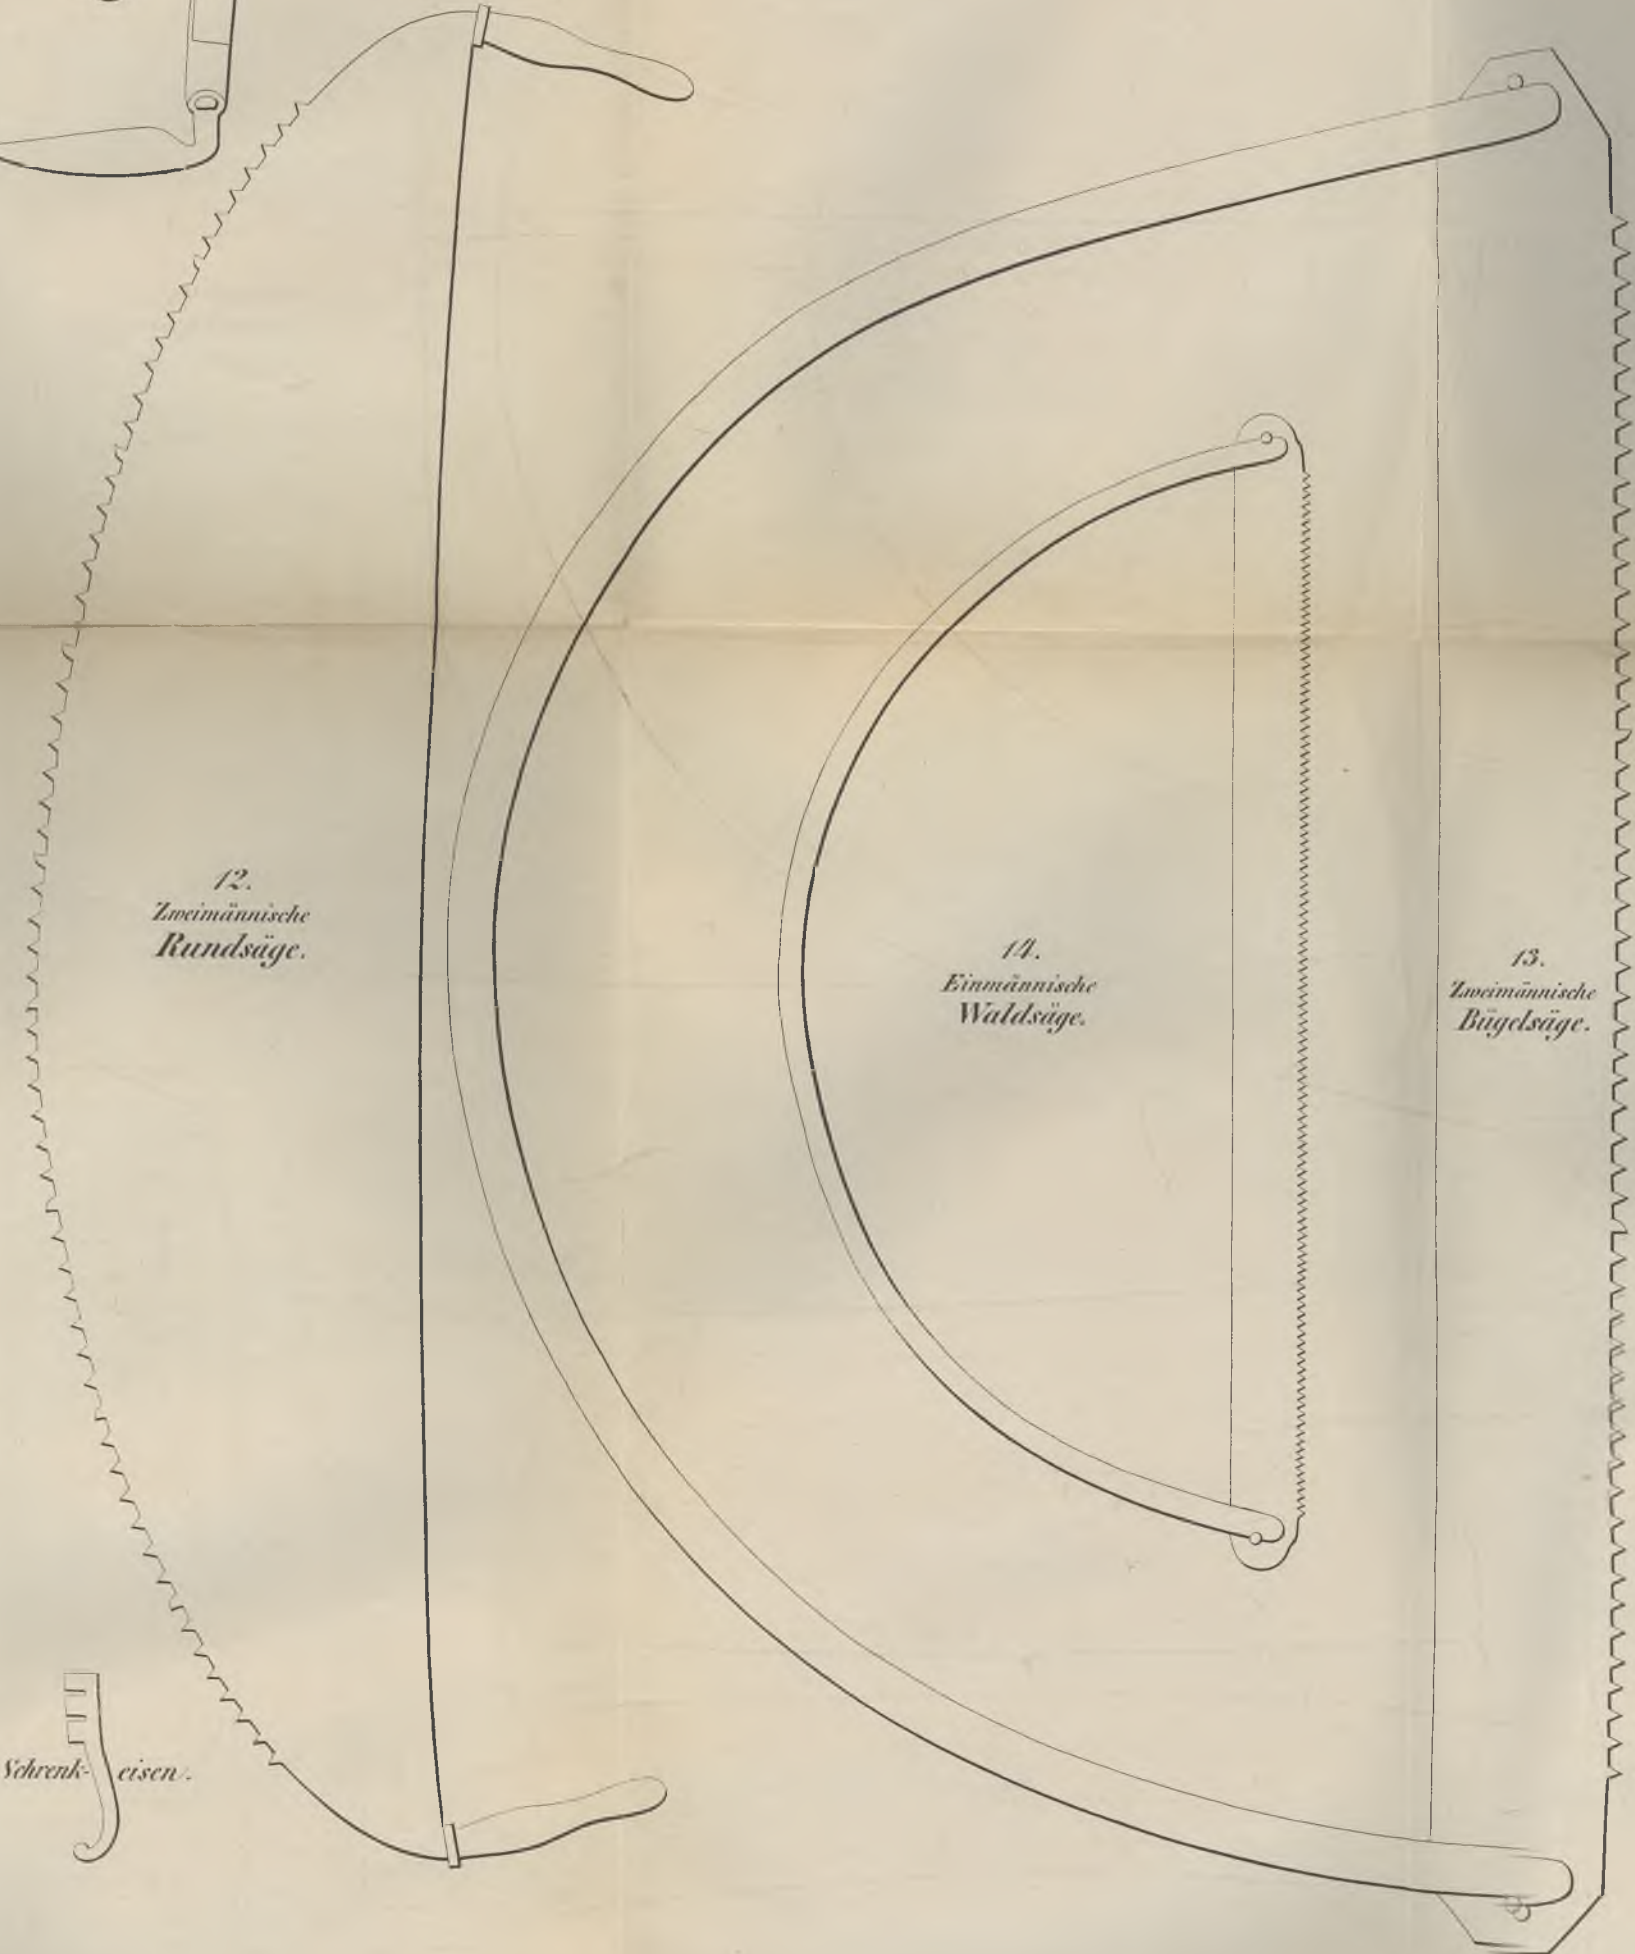 12.
Zweimännische
Rundsäge.
14.
Einmännische
Waldsäge.
13.
Zweimännische
Bügelsäge.
Schrenk-eisen.